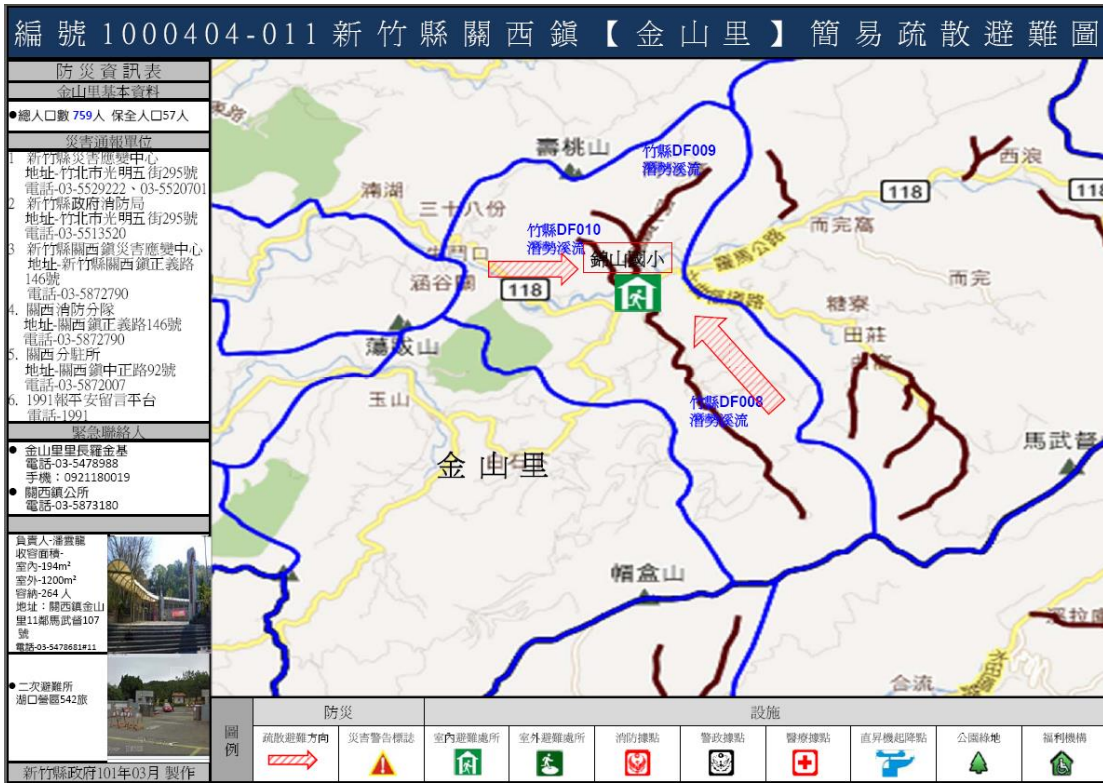 編號1000404-011新竹縣關西鎮【金山里】簡易疏散避難圖
防災資訊表
金山里基本資料
●總人口數 759人 保全人口57人
災害通報單位
1 新竹縣災害應變中心
地址-竹北市光明五街295號
電話-03-5529222、03-5520701
2 新竹縣政府消防局
地址-竹北市光明五街295號
電話-03-5513520
3 新竹縣關西鎮災害應變中心
地址-新竹縣關西鎮正義路
146號
電話-03-5872790
4. 關西消防分隊
地址-關西鎮正義路146號
電話-03-5872790
5. 關西分駐所
地址-關西鎮中正路92號
電話-03-5872007
6. 1991報平安留言平台
電話-1991
緊急聯絡人
● 金山里里長羅金基
電話-03-5478988
手機：0921180019
● 關西鎮公所
電話-03-5873180
負責人-潘靈龍
收容面積-
室內-194m²
室外-1200m²
容納-264 人
地址：關西鎮金山
里11鄰馬武督107
號
電話-03-5478681#11
●二次避難所
湖口營區542旅
新竹縣政府101年03月 製作
壽桃山
竹縣DF009
潛勢溪流
西浪
118
118
湳湖
三十八份
竹縣DF010
潛勢溪流
而完窩
牛鬥口
錦山國小
羅馬公路
涵谷關
118
而完
糖寮
田莊
蕩坺山
玉山
竹縣DF008
潛勢溪流
馬武督
金山里
帽盒山
合流
圖例
防災
設施
疏散避難方向
災害警告標誌
室內避難處所
室外避難處所
消防據點
警政據點
醫療據點
直昇機起降點
公園綠地
福利機構